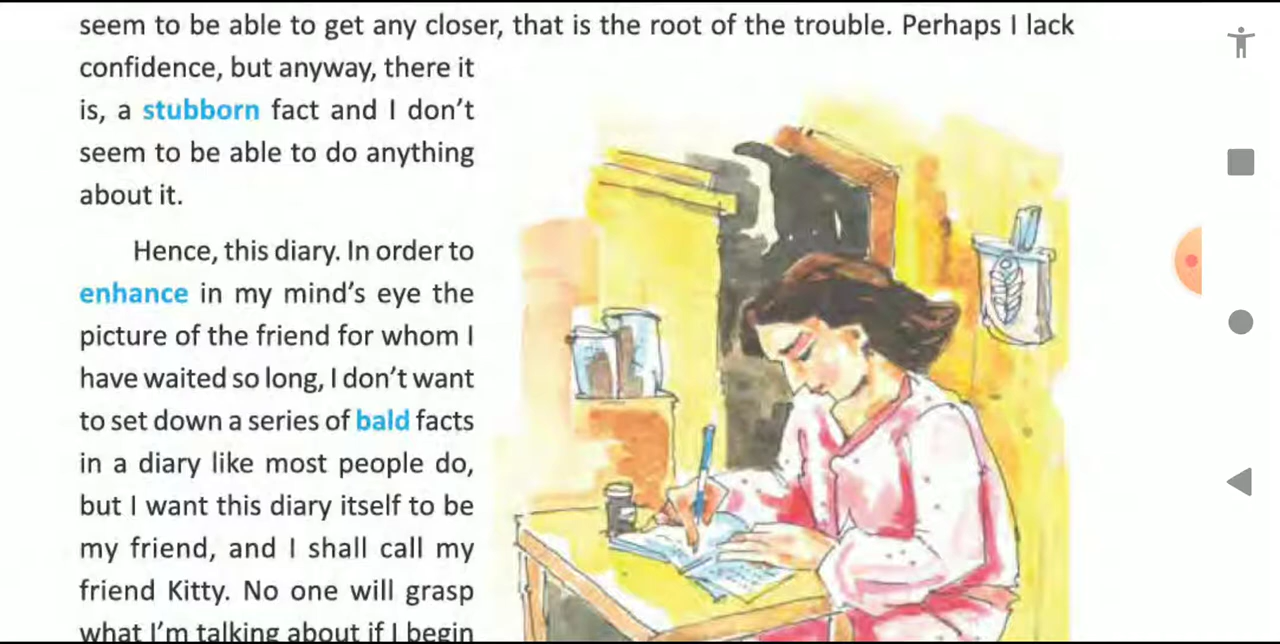 seem to be able to get any closer, that is the root of the trouble. Perhaps I lack
confidence, but anyway, there it
is, a stubborn fact and I don’t
seem to be able to do anything
about it.
Hence, this diary. In order to
enhance in my mind’s eye the
picture of the friend for whom I
have waited so long, I don’t want
to set down a series of bald facts
in a diary like most people do,
but I want this diary itself to be
my friend, and I shall call my
friend Kitty. No one will grasp
what I’m talking about if I begin